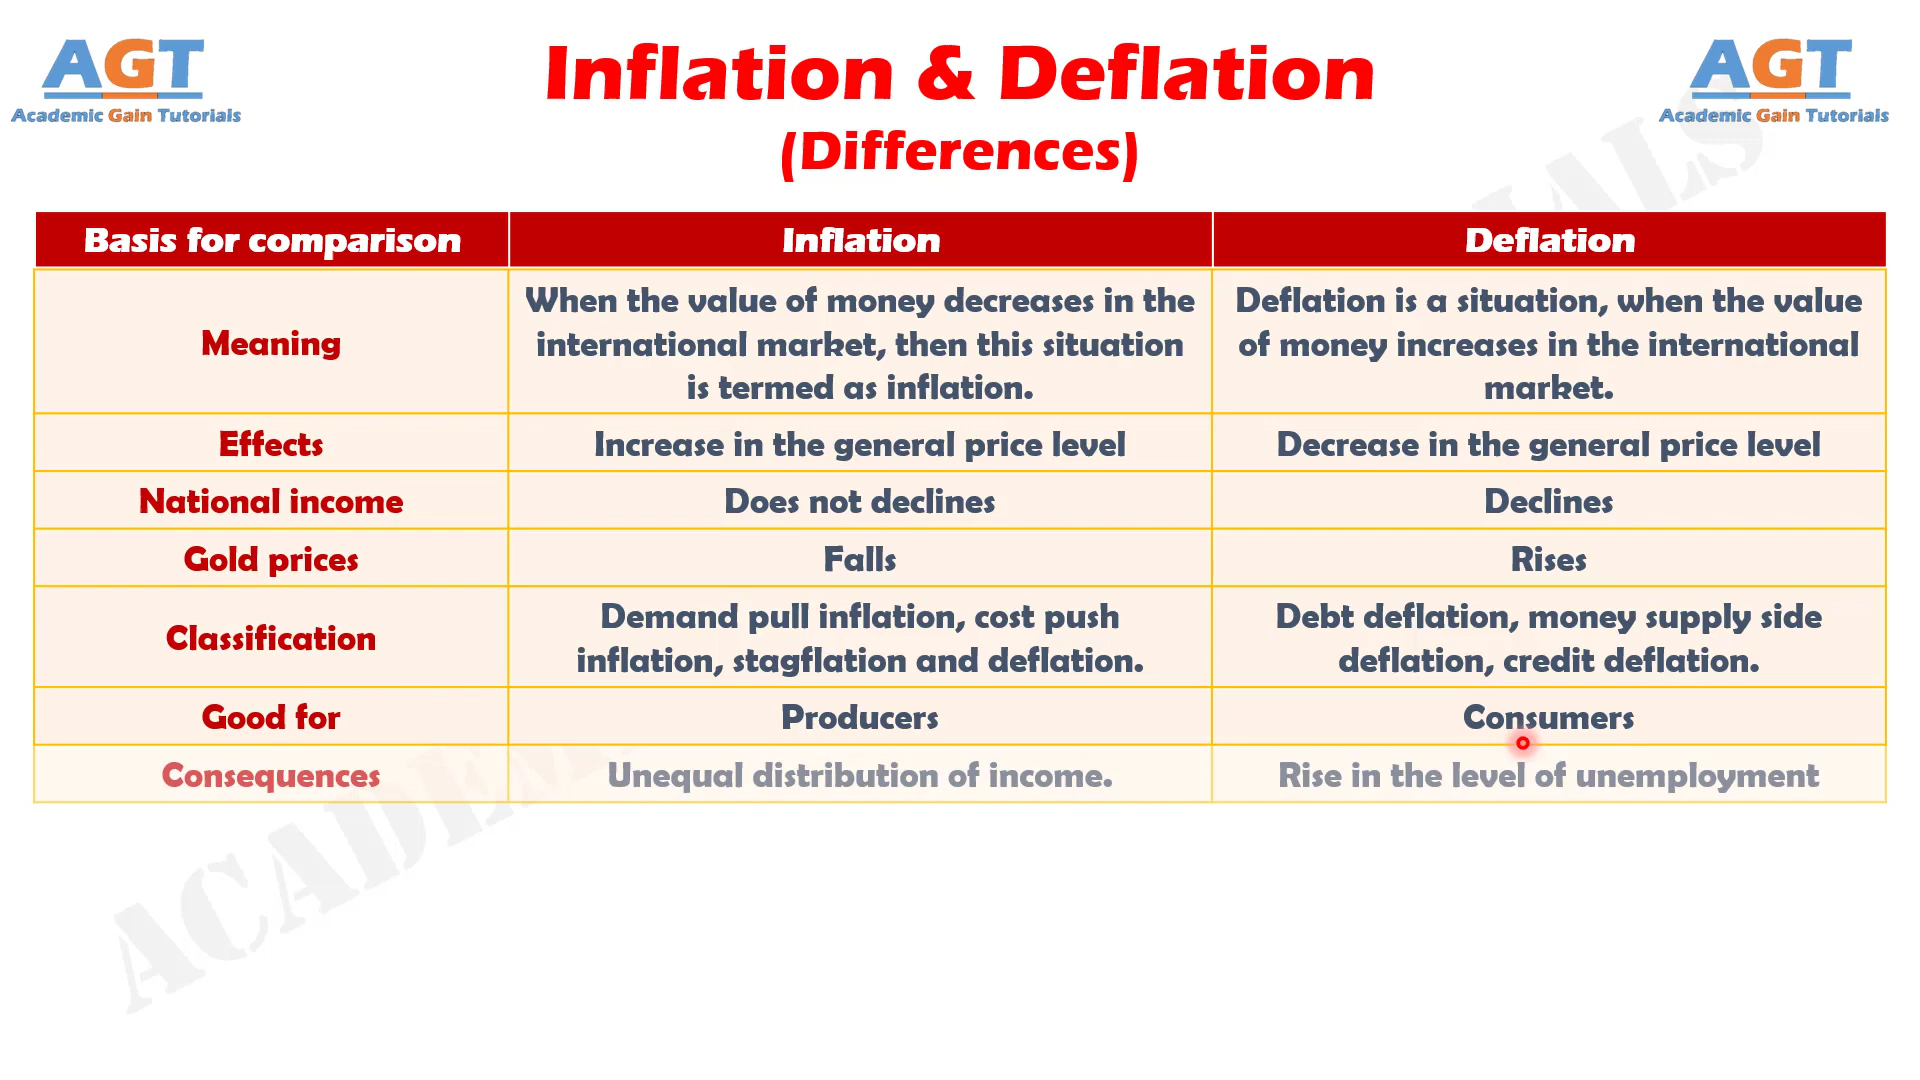 AGT
Academic Gain Tutorials
Inflation & Deflation
(Differences)
AGT
Academic Gain Tutorials
Basis for comparison
Inflation
Deflation
Meaning
When the value of money decreases in the
international market, then this situation
is termed as inflation.
Deflation is a situation, when the value
of money increases in the international
market.
Effects
Increase in the general price level
Decrease in the general price level
National income
Does not declines
Declines
Gold prices
Falls
Rises
Classification
Demand pull inflation, cost push
inflation, stagflation and deflation.
Debt deflation, money supply side
deflation, credit deflation.
Good for
Producers
Consumers
Consequences
Unequal distribution of income.
Rise in the level of unemployment